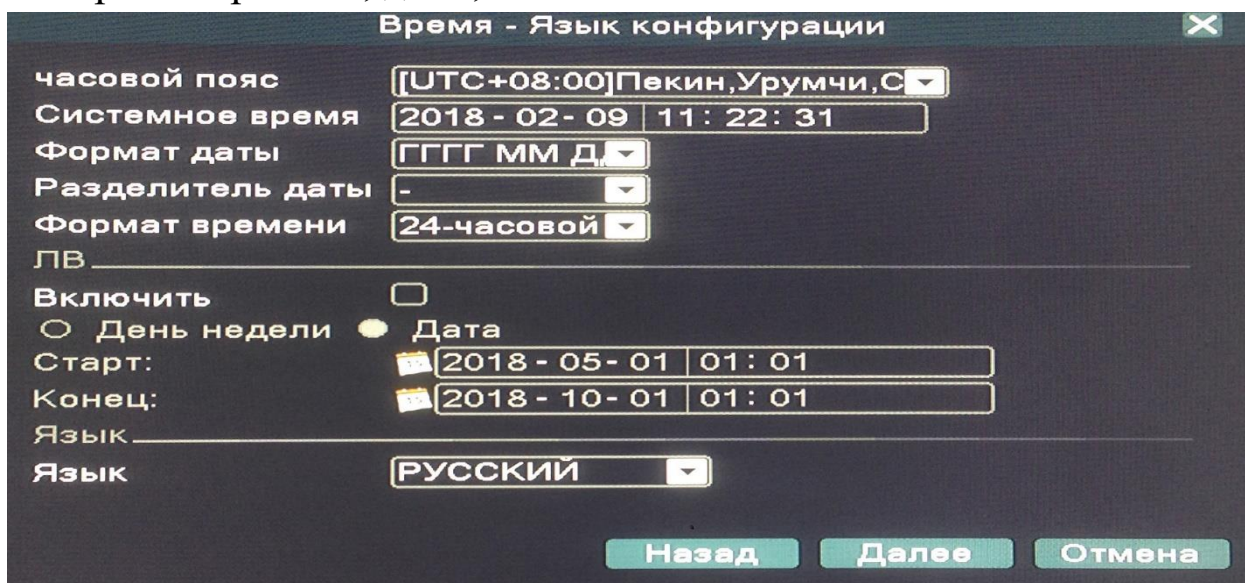 Время - Язык конфигурации
часовой пояс [UTC+08:00]Пекин,Урумчи,С
Системное время 2018 - 02 - 09 11: 22: 31
Формат даты ГГГГ ММ Д
Разделитель даты -
Формат времени 24-часовой
ЛВ
Включить
День недели Дата
Старт: 2018 - 05 - 01 01: 01
Конец: 2018 - 10 - 01 01: 01
Язык
Язык РУССКИЙ
Назад Далее Отмена